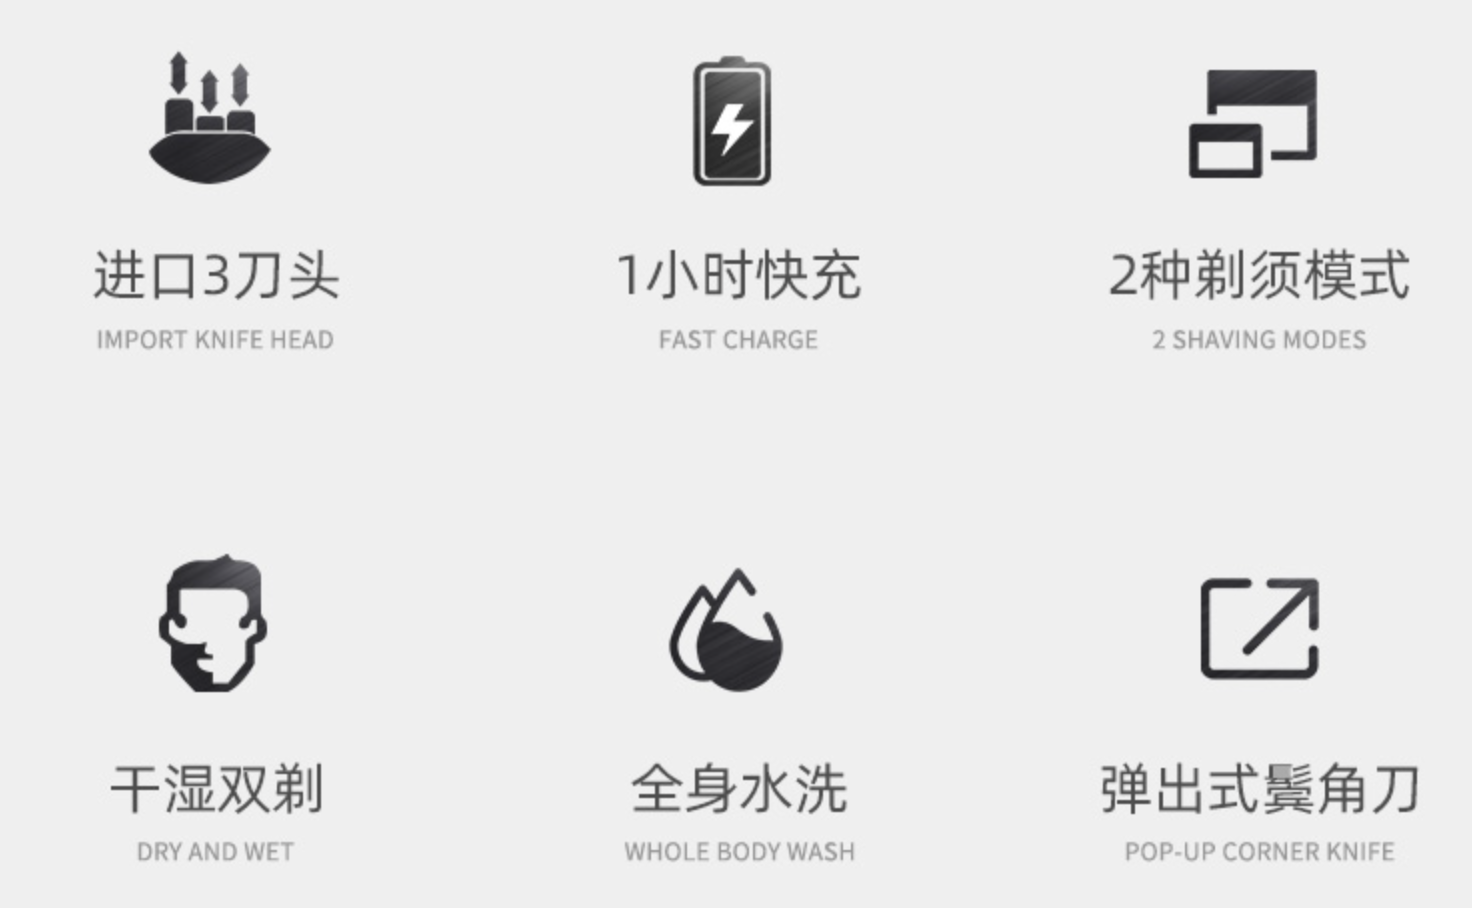 进口3刀头
IMPORT KNIFE HEAD
1小时快充
FAST CHARGE
2种剃须模式
2 SHAVING MODES
干湿双剃
DRY AND WET
全身水洗
WHOLE BODY WASH
弹出式鬓角刀
POP-UP CORNER KNIFE